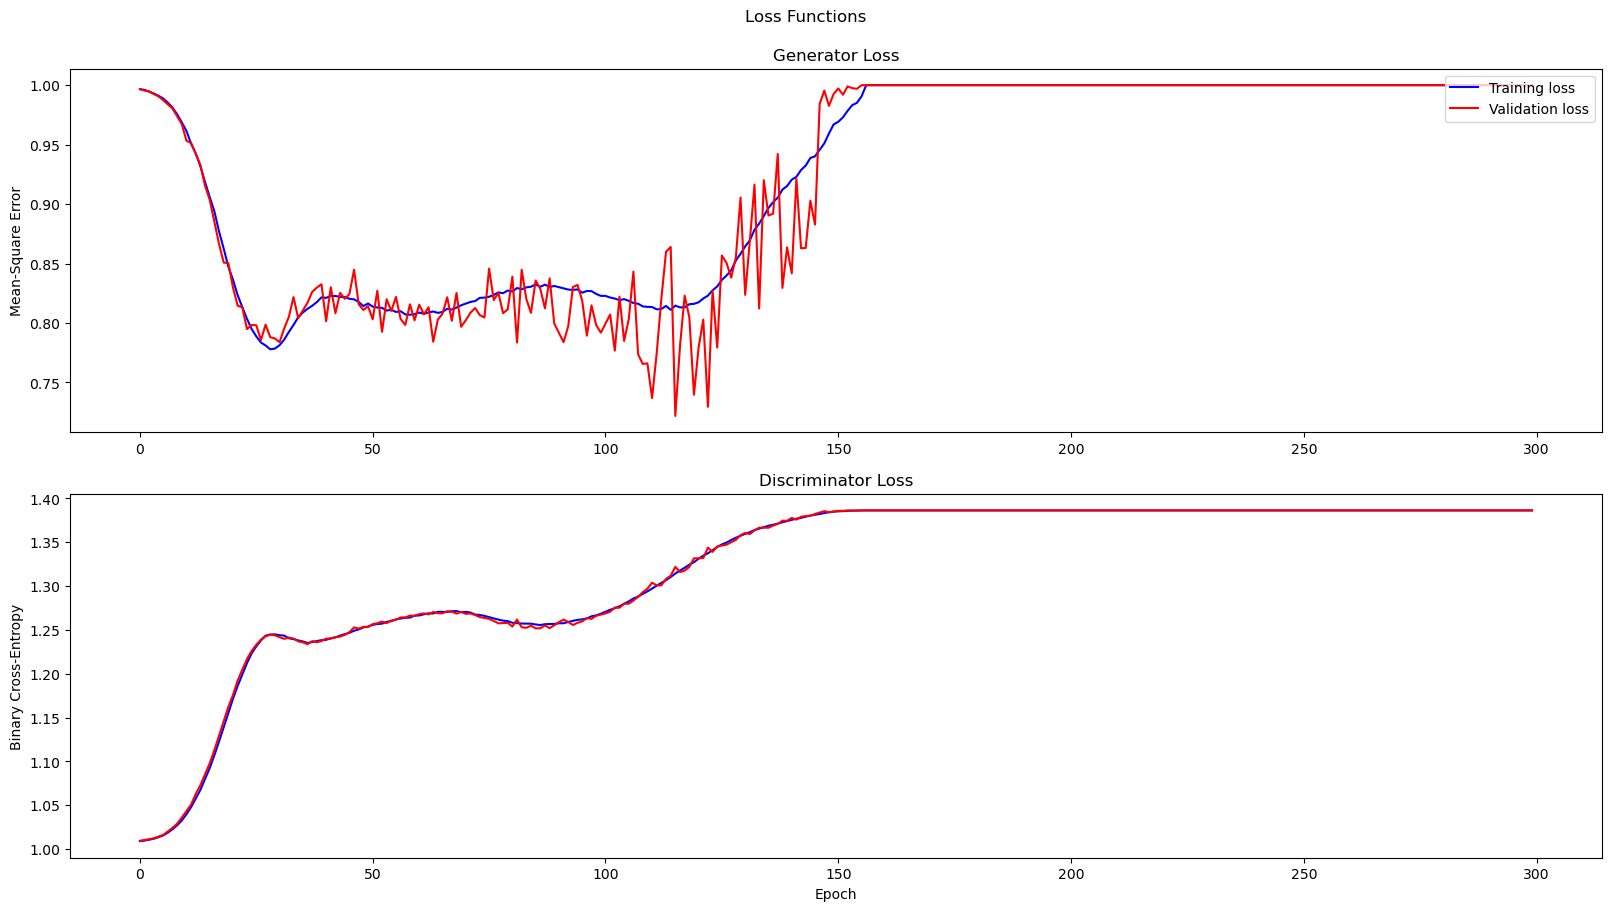 Loss Functions
Generator Loss
Mean-Square Error
1.00
0.95
0.90
0.85
0.80
0.75
Training loss
Validation loss
0 50 100 150 200 250 300
Discriminator Loss
Binary Cross-Entropy
1.40
1.35
1.30
1.25
1.20
1.15
1.10
1.05
1.00
0 50 100 150 200 250 300
Epoch